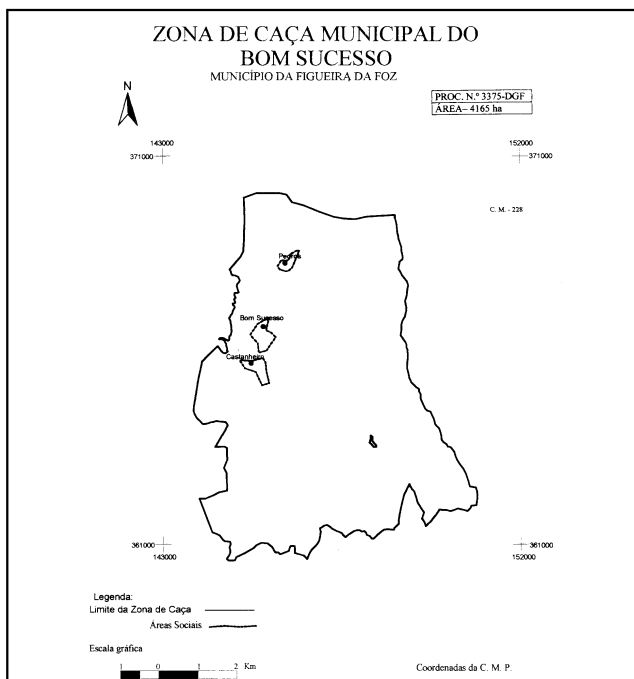 ZONA DE CAÇA MUNICIPAL DO
BOM SUCESSO
MUNICÍPIO DA FIGUEIRA DA FOZ
N
PROC. N.º 3375-DGF
ÁREA– 4165 ha
143000
371000
152000
371000
C. M. - 228
Pedros
Bom Sucesso
Castanheiro
361000
143000
361000
152000
Legenda:
Limite da Zona de Caça
Áreas Sociais
Escala gráfica
1 0 1 2 Km
Coordenadas da C. M. P.